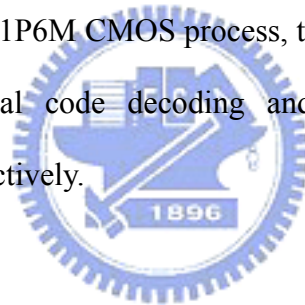 1P6M CMOS process, t
al code decoding and
ctively.
1896